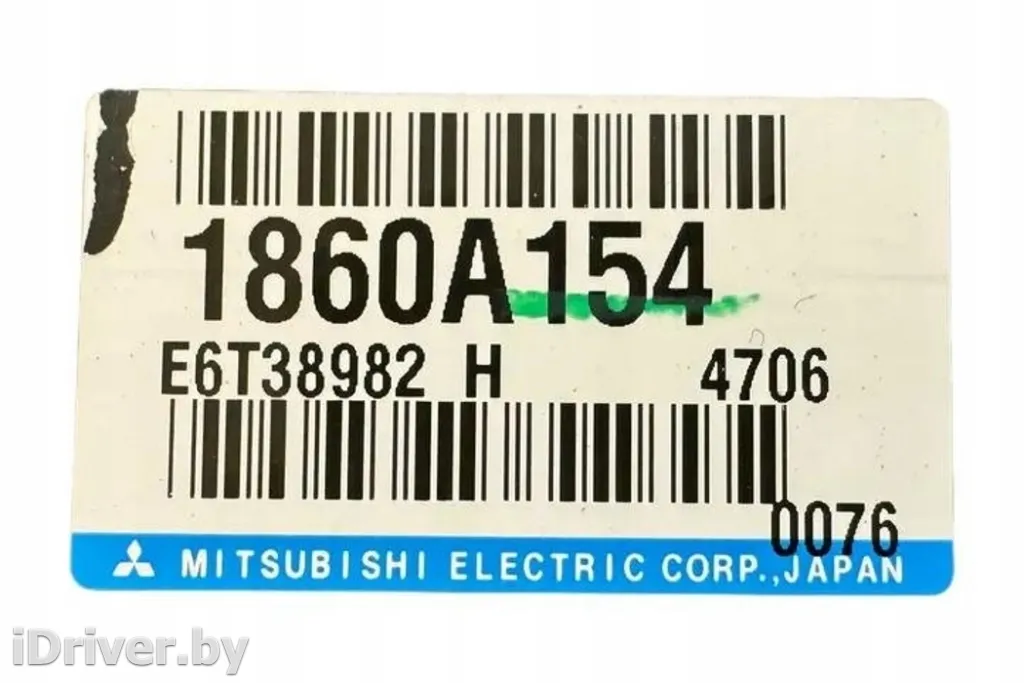 1860A154
E6T38982 H 4706
0076
MITSUBISHI ELECTRIC CORP.,JAPAN
iDriver.by